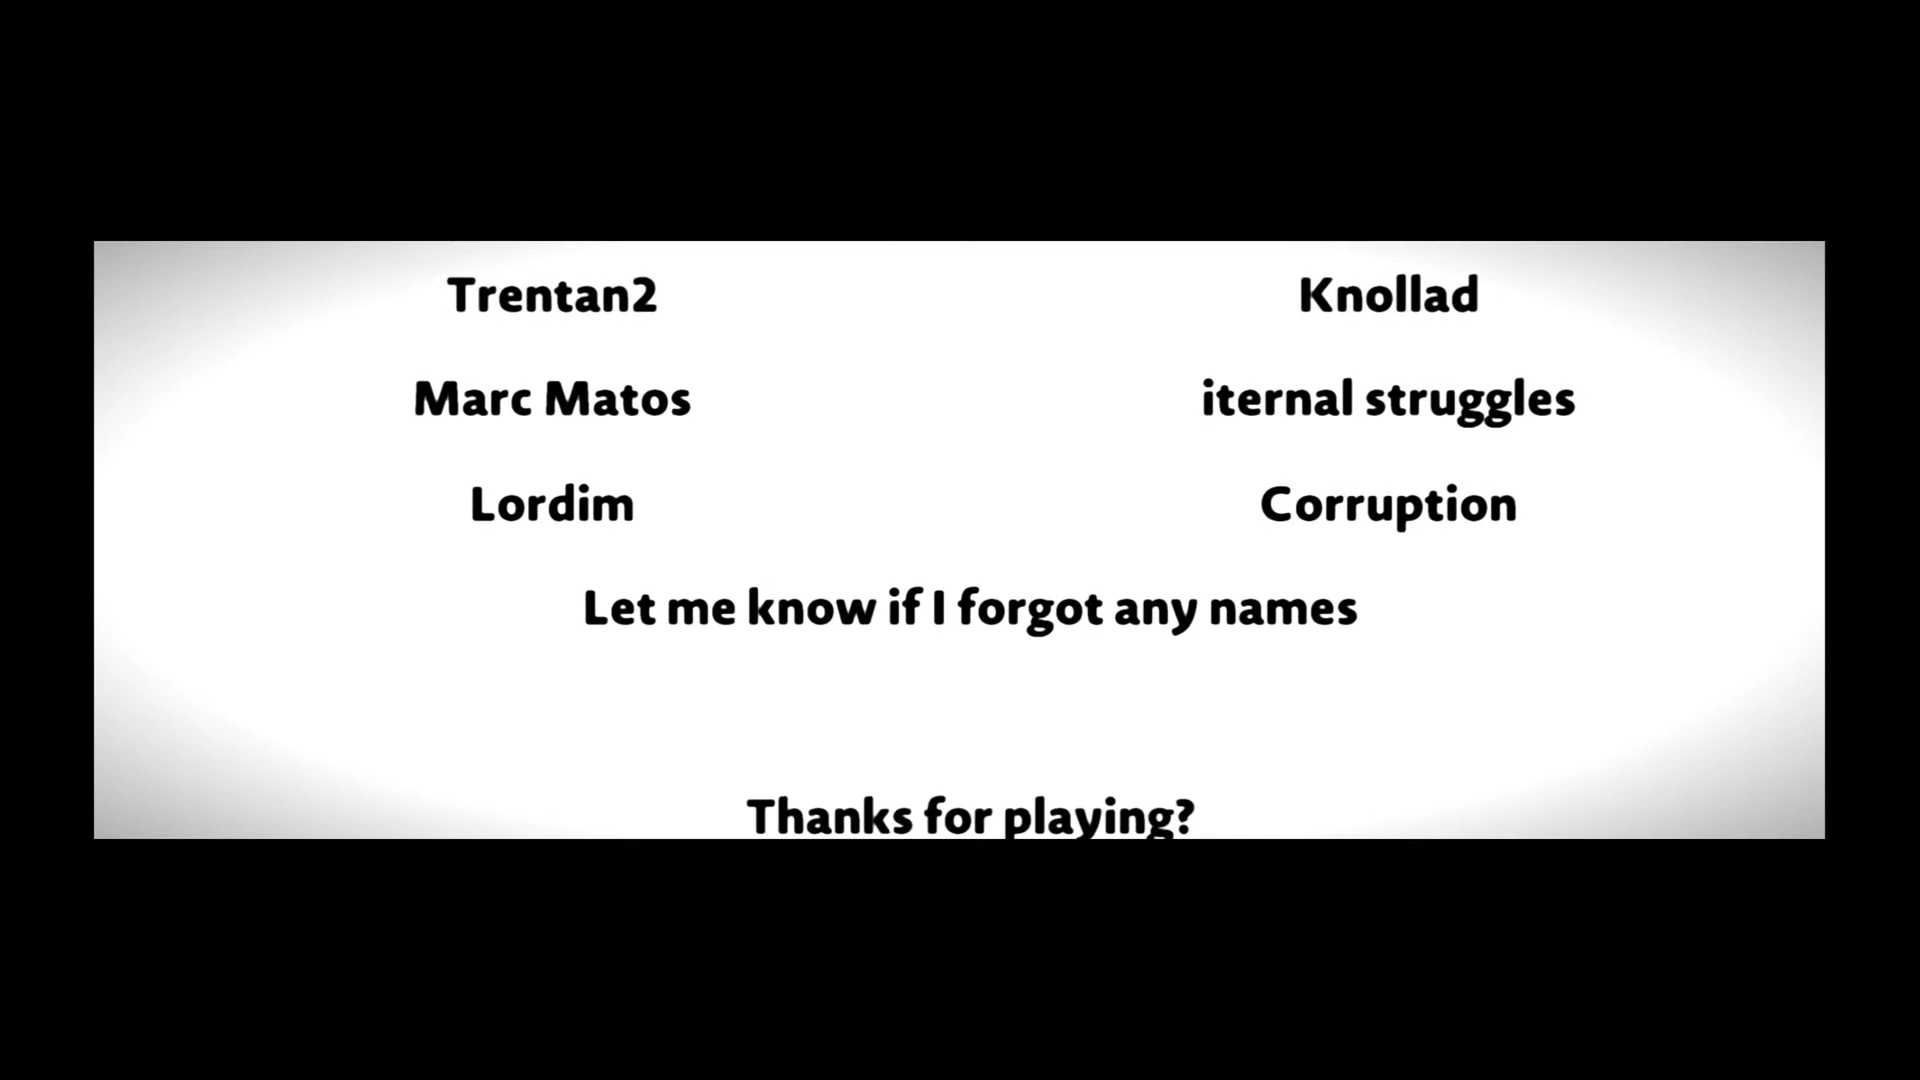 Trentan2 Knollad
Marc Matos iternal struggles
Lordim Corruption
Let me know if I forgot any names
Thanks for playing?